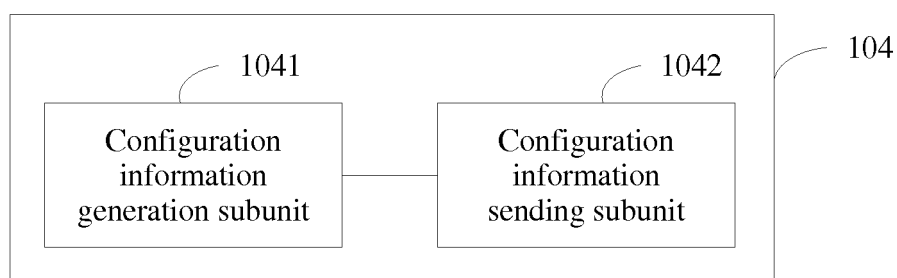 1041
1042
104
Configuration
information
generation subunit
Configuration
information
sending subunit